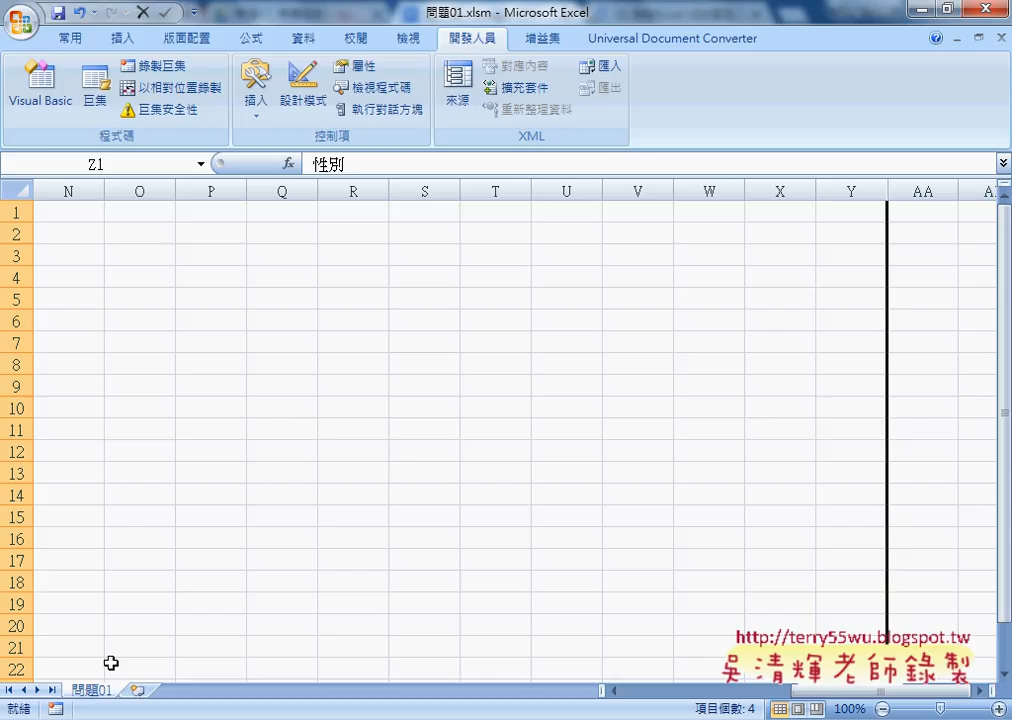 問題01.xlsm - Microsoft Excel
常用 插入 版面配置 公式 資料 校閱 檢視 開發人員 增益集 Universal Document Converter
Visual Basic 巨集 錄製巨集 以相對位置錄製 巨集安全性 程式碼
插入 設計模式 屬性 檢視程式碼 執行對話方塊 控制項
來源 對應內容 擴充套件 重新整理資料 匯入 匯出 XML
Z1 fx 性別
N O P Q R S T U V W X Y AA A
1
2
3
4
5
6
7
8
9
10
11
12
13
14
15
16
17
18
19
20
21
22
http://terry55wu.blogspot.tw
吳清輝老師錄製
問題01
就緒 項目個數: 4 100%